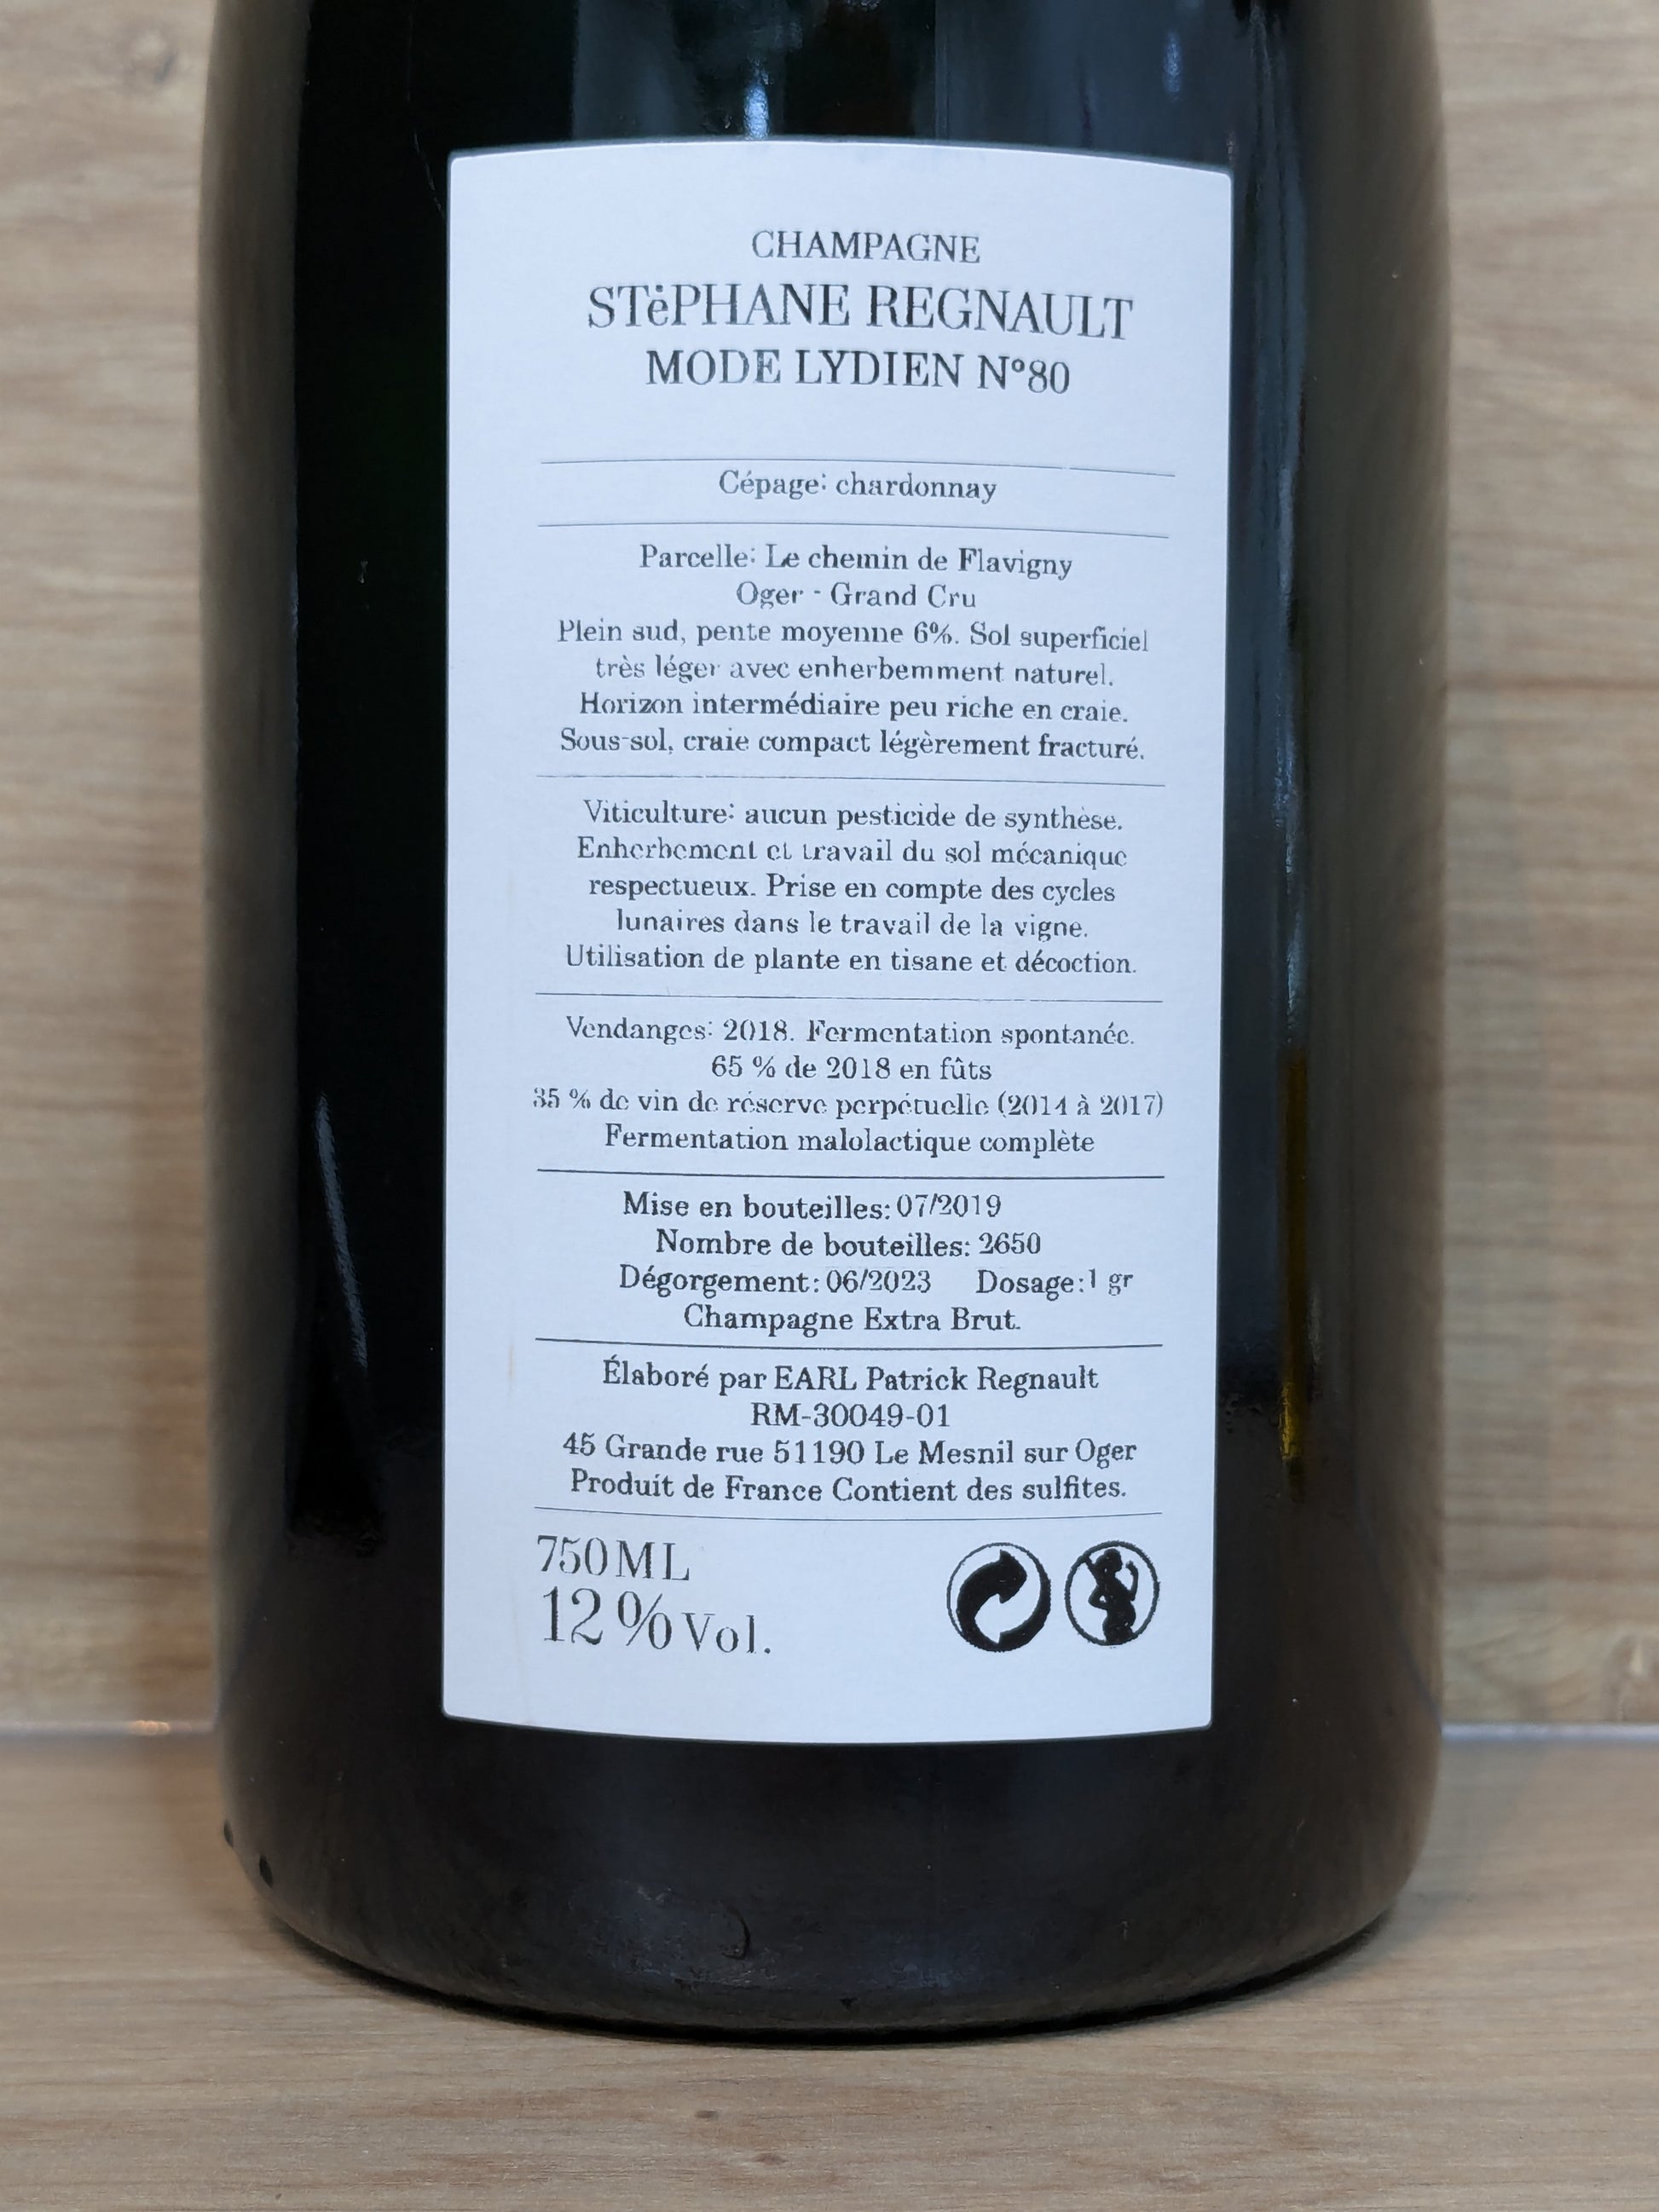 CHAMPAGNE
STéPHANE REGNAULT
MODE LYDIEN N°80
Cépage: chardonnay
Parcelle: Le chemin de Flavigny
Oger - Grand Cru
Plein sud, pente moyenne 6%. Sol superficiel
très léger avec enherbemment naturel.
Horizon intermédiaire peu riche en craie.
Sous-sol, craie compact légèrement fracturé.
Viticulture: aucun pesticide de synthèse.
Enherbement et travail du sol mécanique
respectueux. Prise en compte des cycles
lunaires dans le travail de la vigne.
Utilisation de plante en tisane et décoction.
Vendanges: 2018. Fermentation spontanée.
65 % de 2018 en fûts
35 % de vin de réserve perpétuelle (2014 à 2017)
Fermentation malolactique complète
Mise en bouteilles: 07/2019
Nombre de bouteilles: 2650
Dégorgement: 06/2023 Dosage:1 gr
Champagne Extra Brut.
Élaboré par EARL Patrick Regnault
RM-30049-01
45 Grande rue 51190 Le Mesnil sur Oger
Produit de France Contient des sulfites.
750ML
12%Vol.